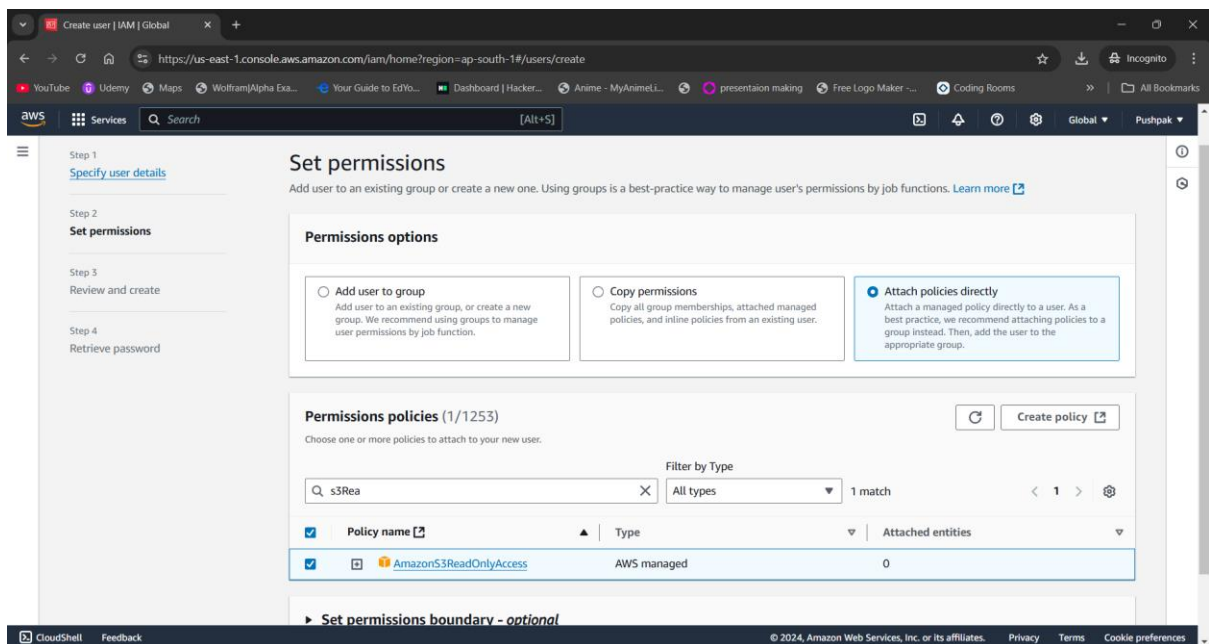 Create user | IAM | Global
https://us-east-1.console.aws.amazon.com/iam/home?region=ap-south-1#/users/create
Incognito
YouTube
Udemy
Maps
Wolfram|Alpha Exa...
Your Guide to EdYo...
Dashboard | Hacker...
Anime - MyAnimeLi...
presentaion making
Free Logo Maker -...
Coding Rooms
All Bookmarks
aws
Services
Search
[Alt+S]
Global
Pushpak
Step 1
Specify user details
Step 2
Set permissions
Step 3
Review and create
Step 4
Retrieve password
Set permissions
Add user to an existing group or create a new one. Using groups is a best-practice way to manage user's permissions by job functions. Learn more
Permissions options
Add user to group
Add user to an existing group, or create a new
group. We recommend using groups to manage
user permissions by job function.
Copy permissions
Copy all group memberships, attached managed
policies, and inline policies from an existing user.
Attach policies directly
Attach a managed policy directly to a user. As a
best practice, we recommend attaching policies to a
group instead. Then, add the user to the
appropriate group.
Permissions policies (1/1253)
Choose one or more policies to attach to your new user.
Create policy
Filter by Type
s3Rea
All types
1 match
1
Policy name
Type
Attached entities
AmazonS3ReadOnlyAccess
AWS managed
0
Set permissions boundary - optional
CloudShell
Feedback
© 2024, Amazon Web Services, Inc. or its affiliates.
Privacy
Terms
Cookie preferences